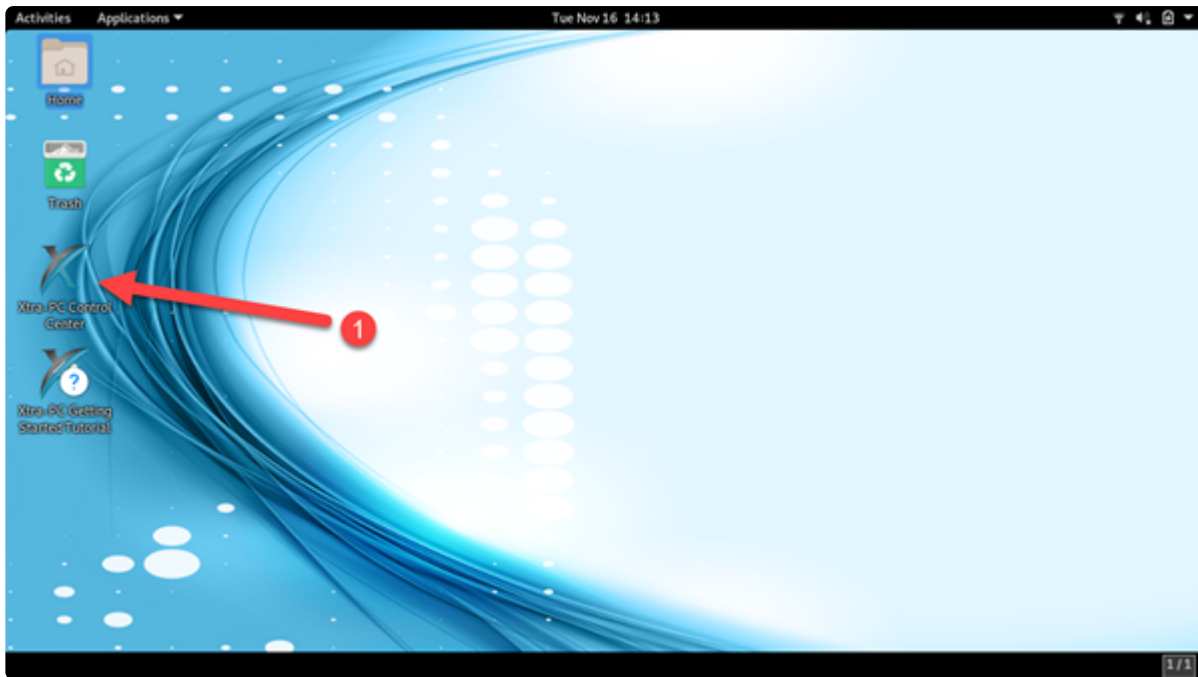 Activities Applications Tue Nov 16 14:13
Home
Trash
Xtra-PC Control
Center
1
?
Xtra-PC Getting
Started Tutorial
1/1